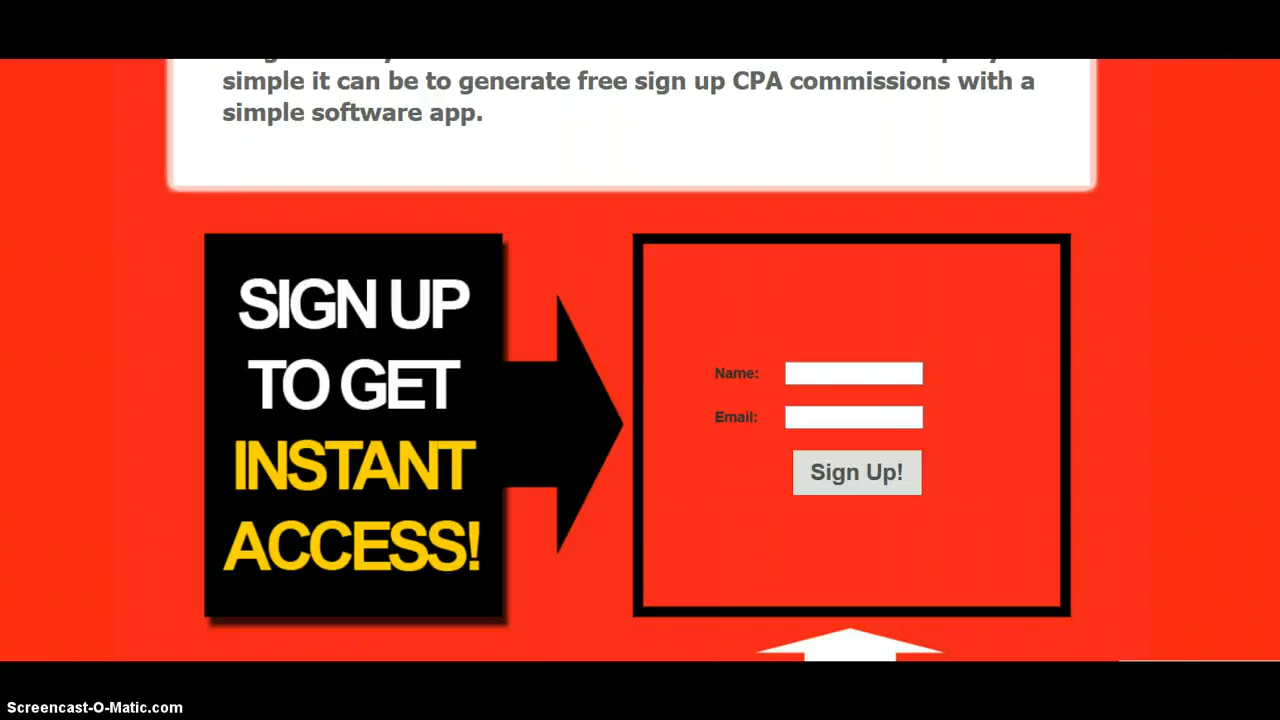 simple it can be to generate free sign up CPA commissions with a
simple software app.
SIGN UP
TO GET
INSTANT
ACCESS!
Name:
Email:
Sign Up!
Screencast-O-Matic.com